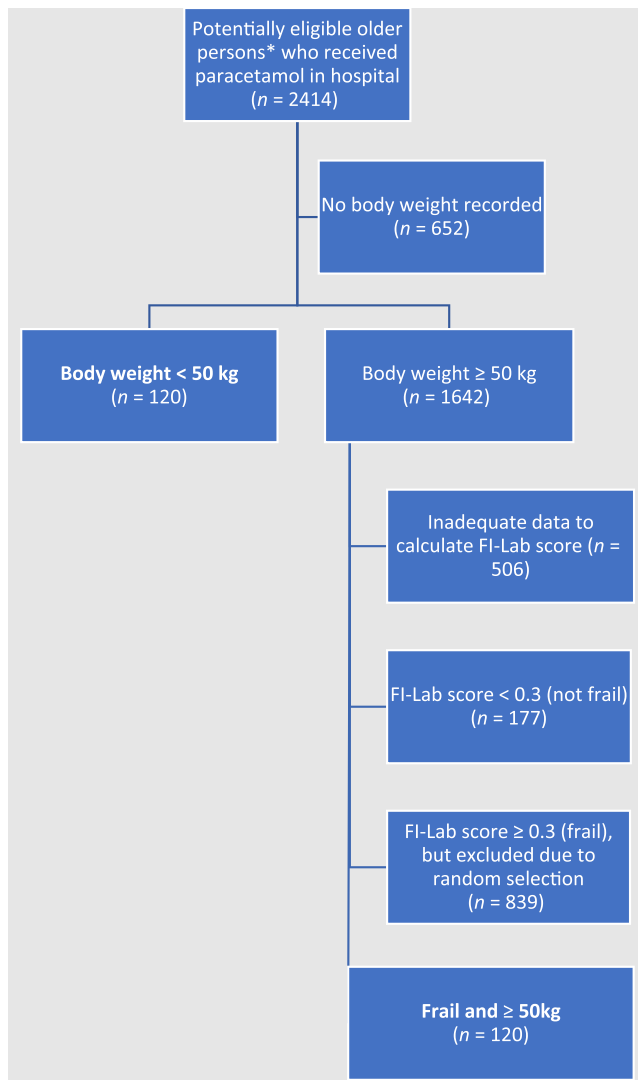 Potentially eligible older
persons* who received
paracetamol in hospital
(n = 2414)
No body weight recorded
(n = 652)
Body weight < 50 kg
(n = 120)
Body weight ≥ 50 kg
(n = 1642)
Inadequate data to
calculate FI-Lab score (n =
506)
FI-Lab score < 0.3 (not frail)
(n = 177)
FI-Lab score ≥ 0.3 (frail),
but excluded due to
random selection
(n = 839)
Frail and ≥ 50kg
(n = 120)